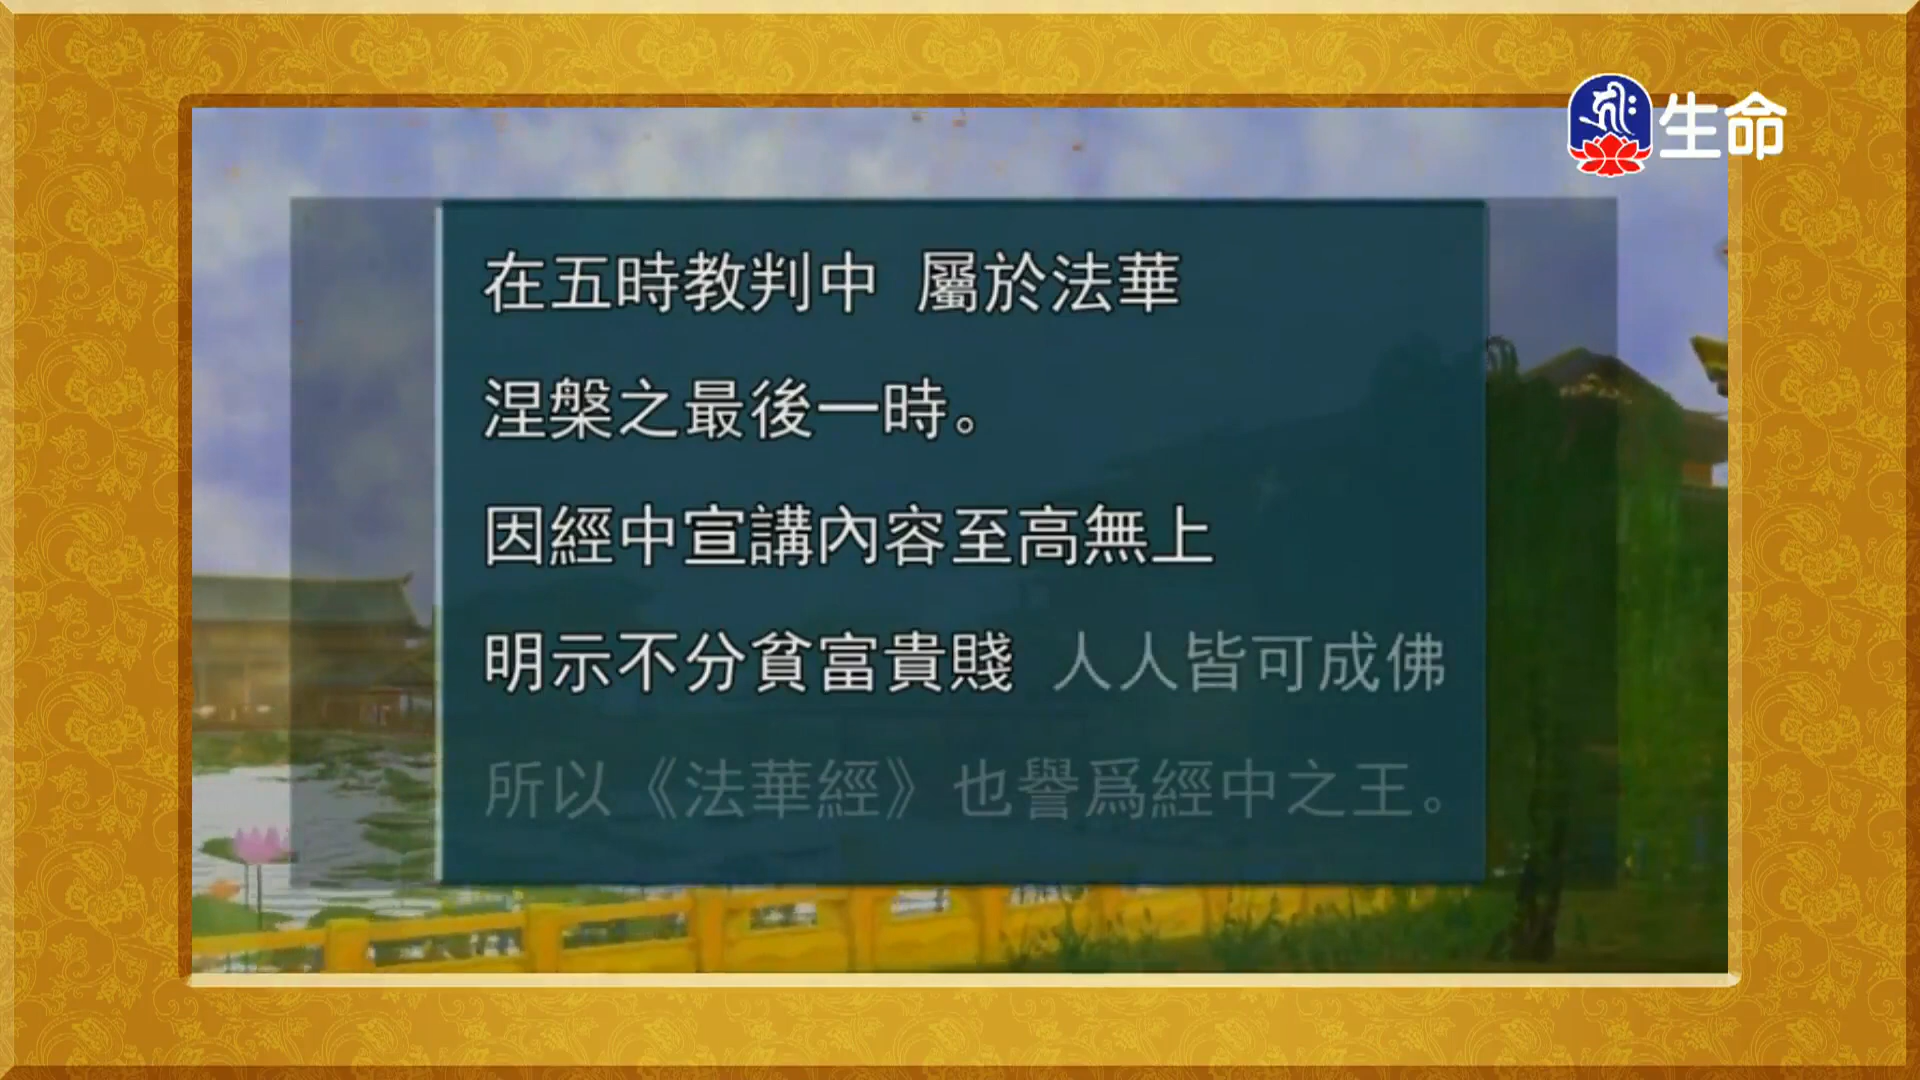 生命
在五時教判中 屬於法華
涅槃之最後一時。
因經中宣講內容至高無上
明示不分貧富貴賤 人人皆可成佛
所以《法華經》也譽爲經中之王。